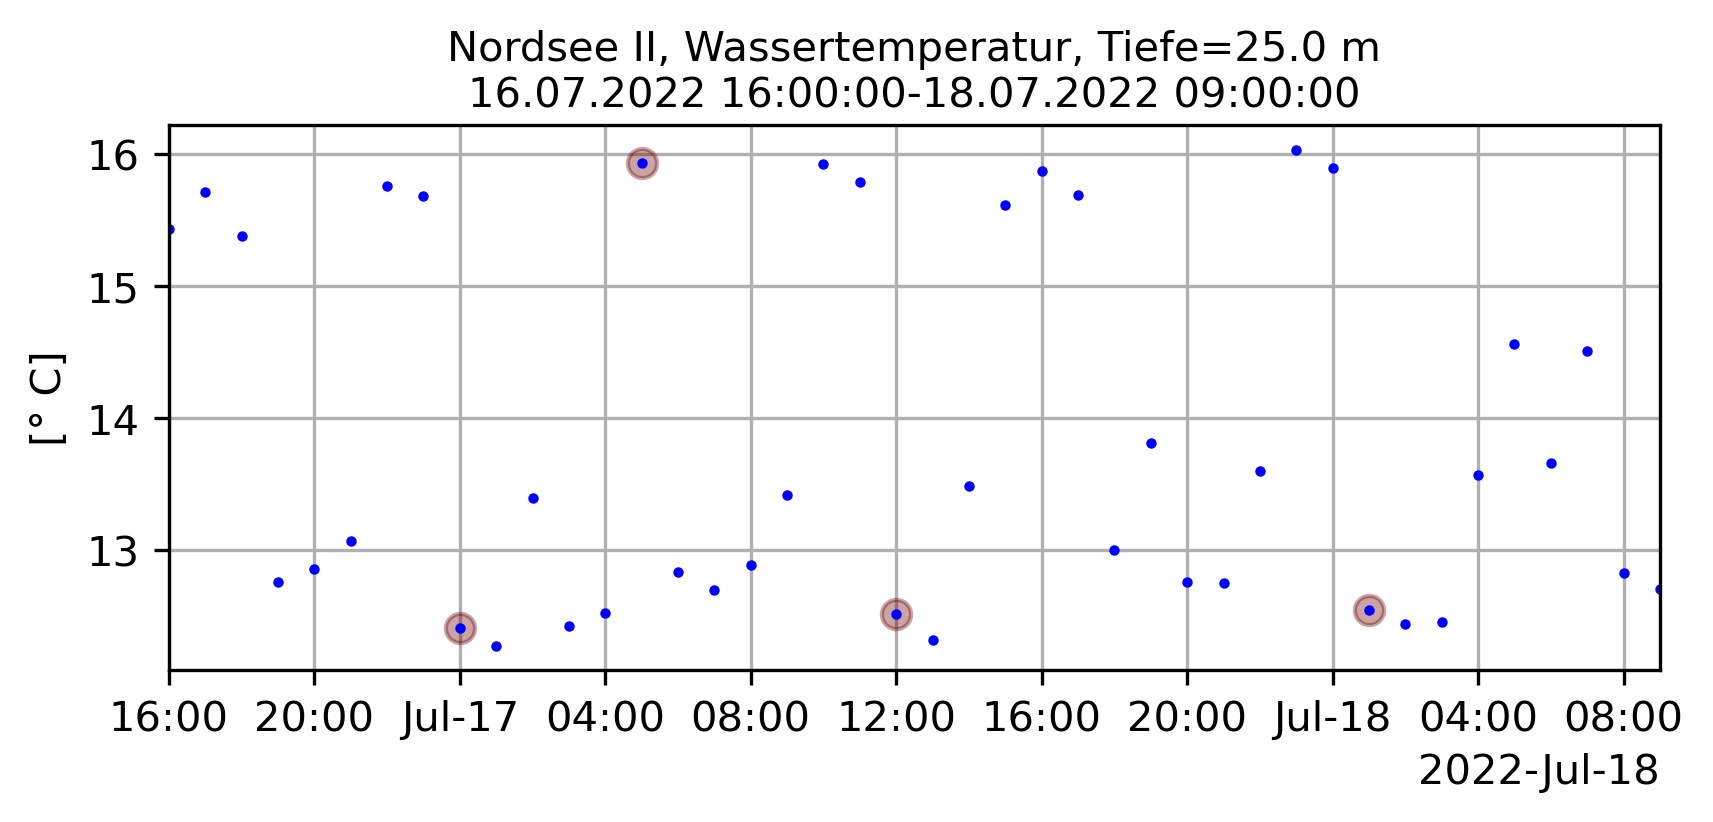 Nordsee II, Wassertemperatur, Tiefe=25.0 m
16.07.2022 16:00:00-18.07.2022 09:00:00
16
15
14
13
[° C]
16:00 20:00 Jul-17 04:00 08:00 12:00 16:00 20:00 Jul-18 04:00 08:00
2022-Jul-18